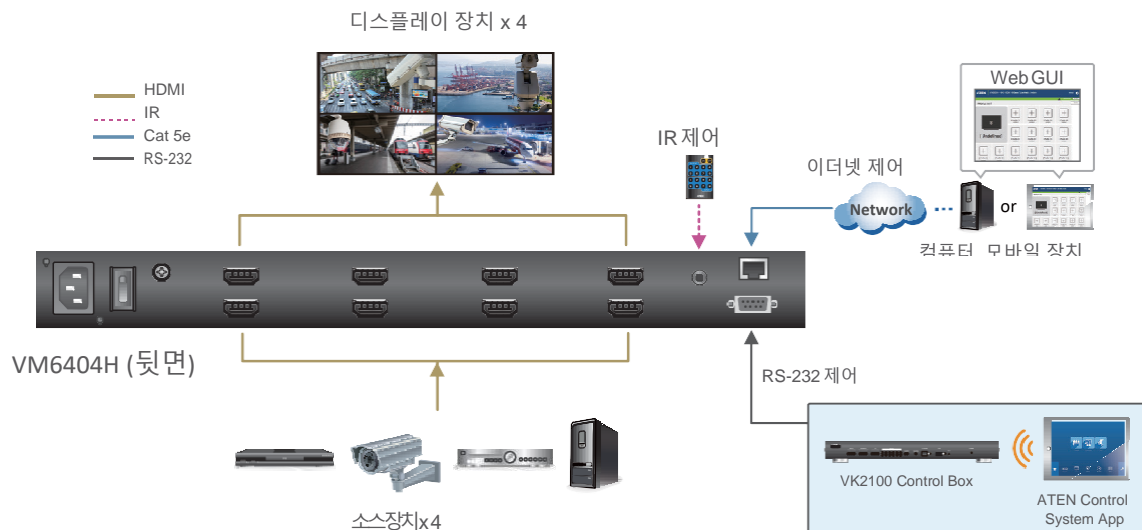 디스플레이 장치 x 4
HDMI
IR
Cat 5e
RS-232
Web GUI
IR 제어
이더넷 제어
Network
or
컴퓨터 모바일 장치
VM6404H (뒷면)
RS-232 제어
소스장치x4
VK2100 Control Box
ATEN Control
System App